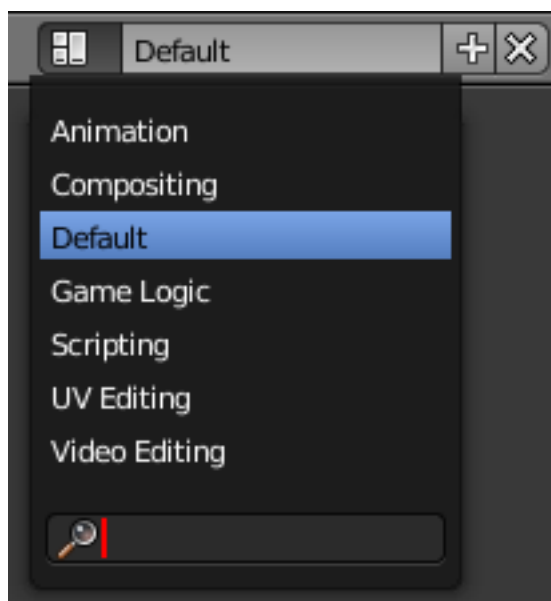 Default
Animation
Compositing
Default
Game Logic
Scripting
UV Editing
Video Editing